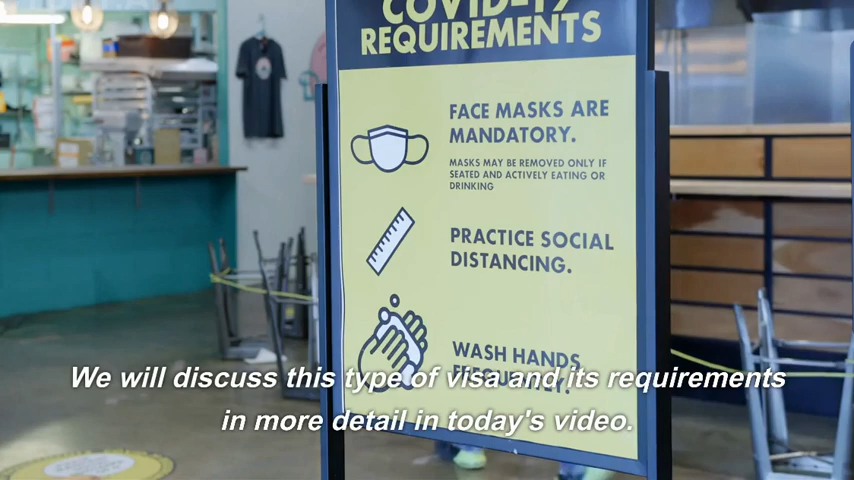 COVID-19
REQUIREMENTS
FACE MASKS ARE
MANDATORY.
MASKS MAY BE REMOVED ONLY IF
SEATED AND ACTIVELY EATING OR
DRINKING
PRACTICE SOCIAL
DISTANCING.
WASH HANDS
FREQUENTLY.
We will discuss this type of visa and its requirements
in more detail in today's video.